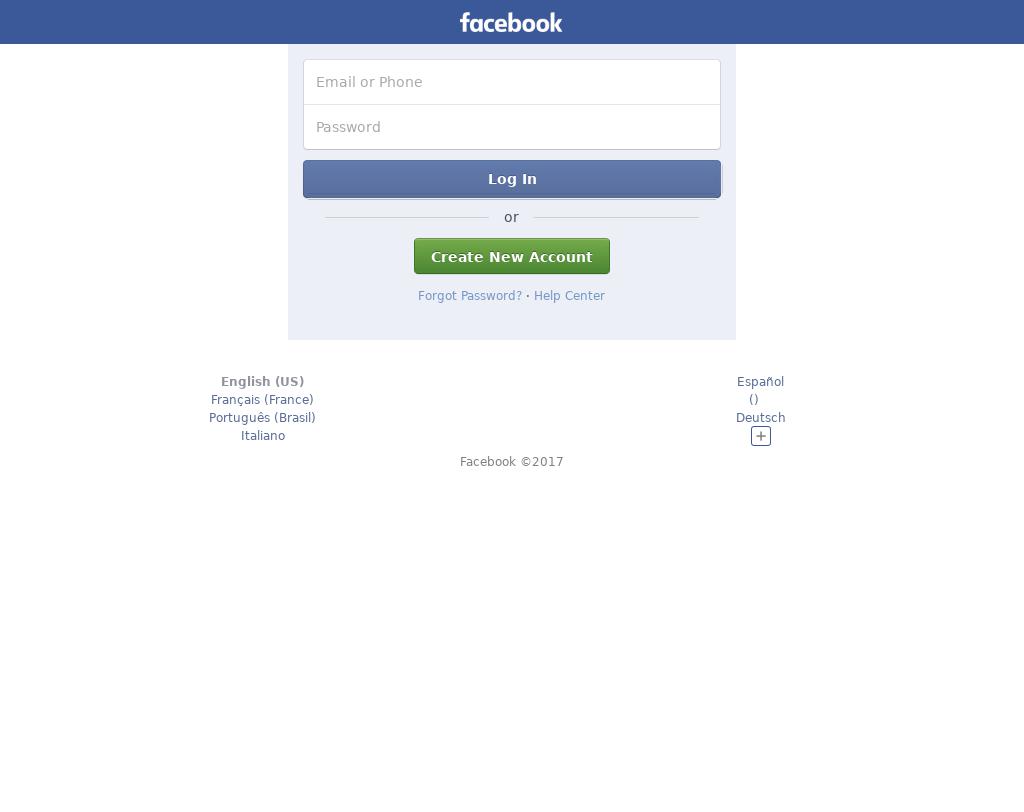 facebook
Email or Phone
Password
Log In
or
Create New Account
Forgot Password? · Help Center
English (US)
Français (France)
Português (Brasil)
Italiano
Español
()
Deutsch
Facebook ©2017